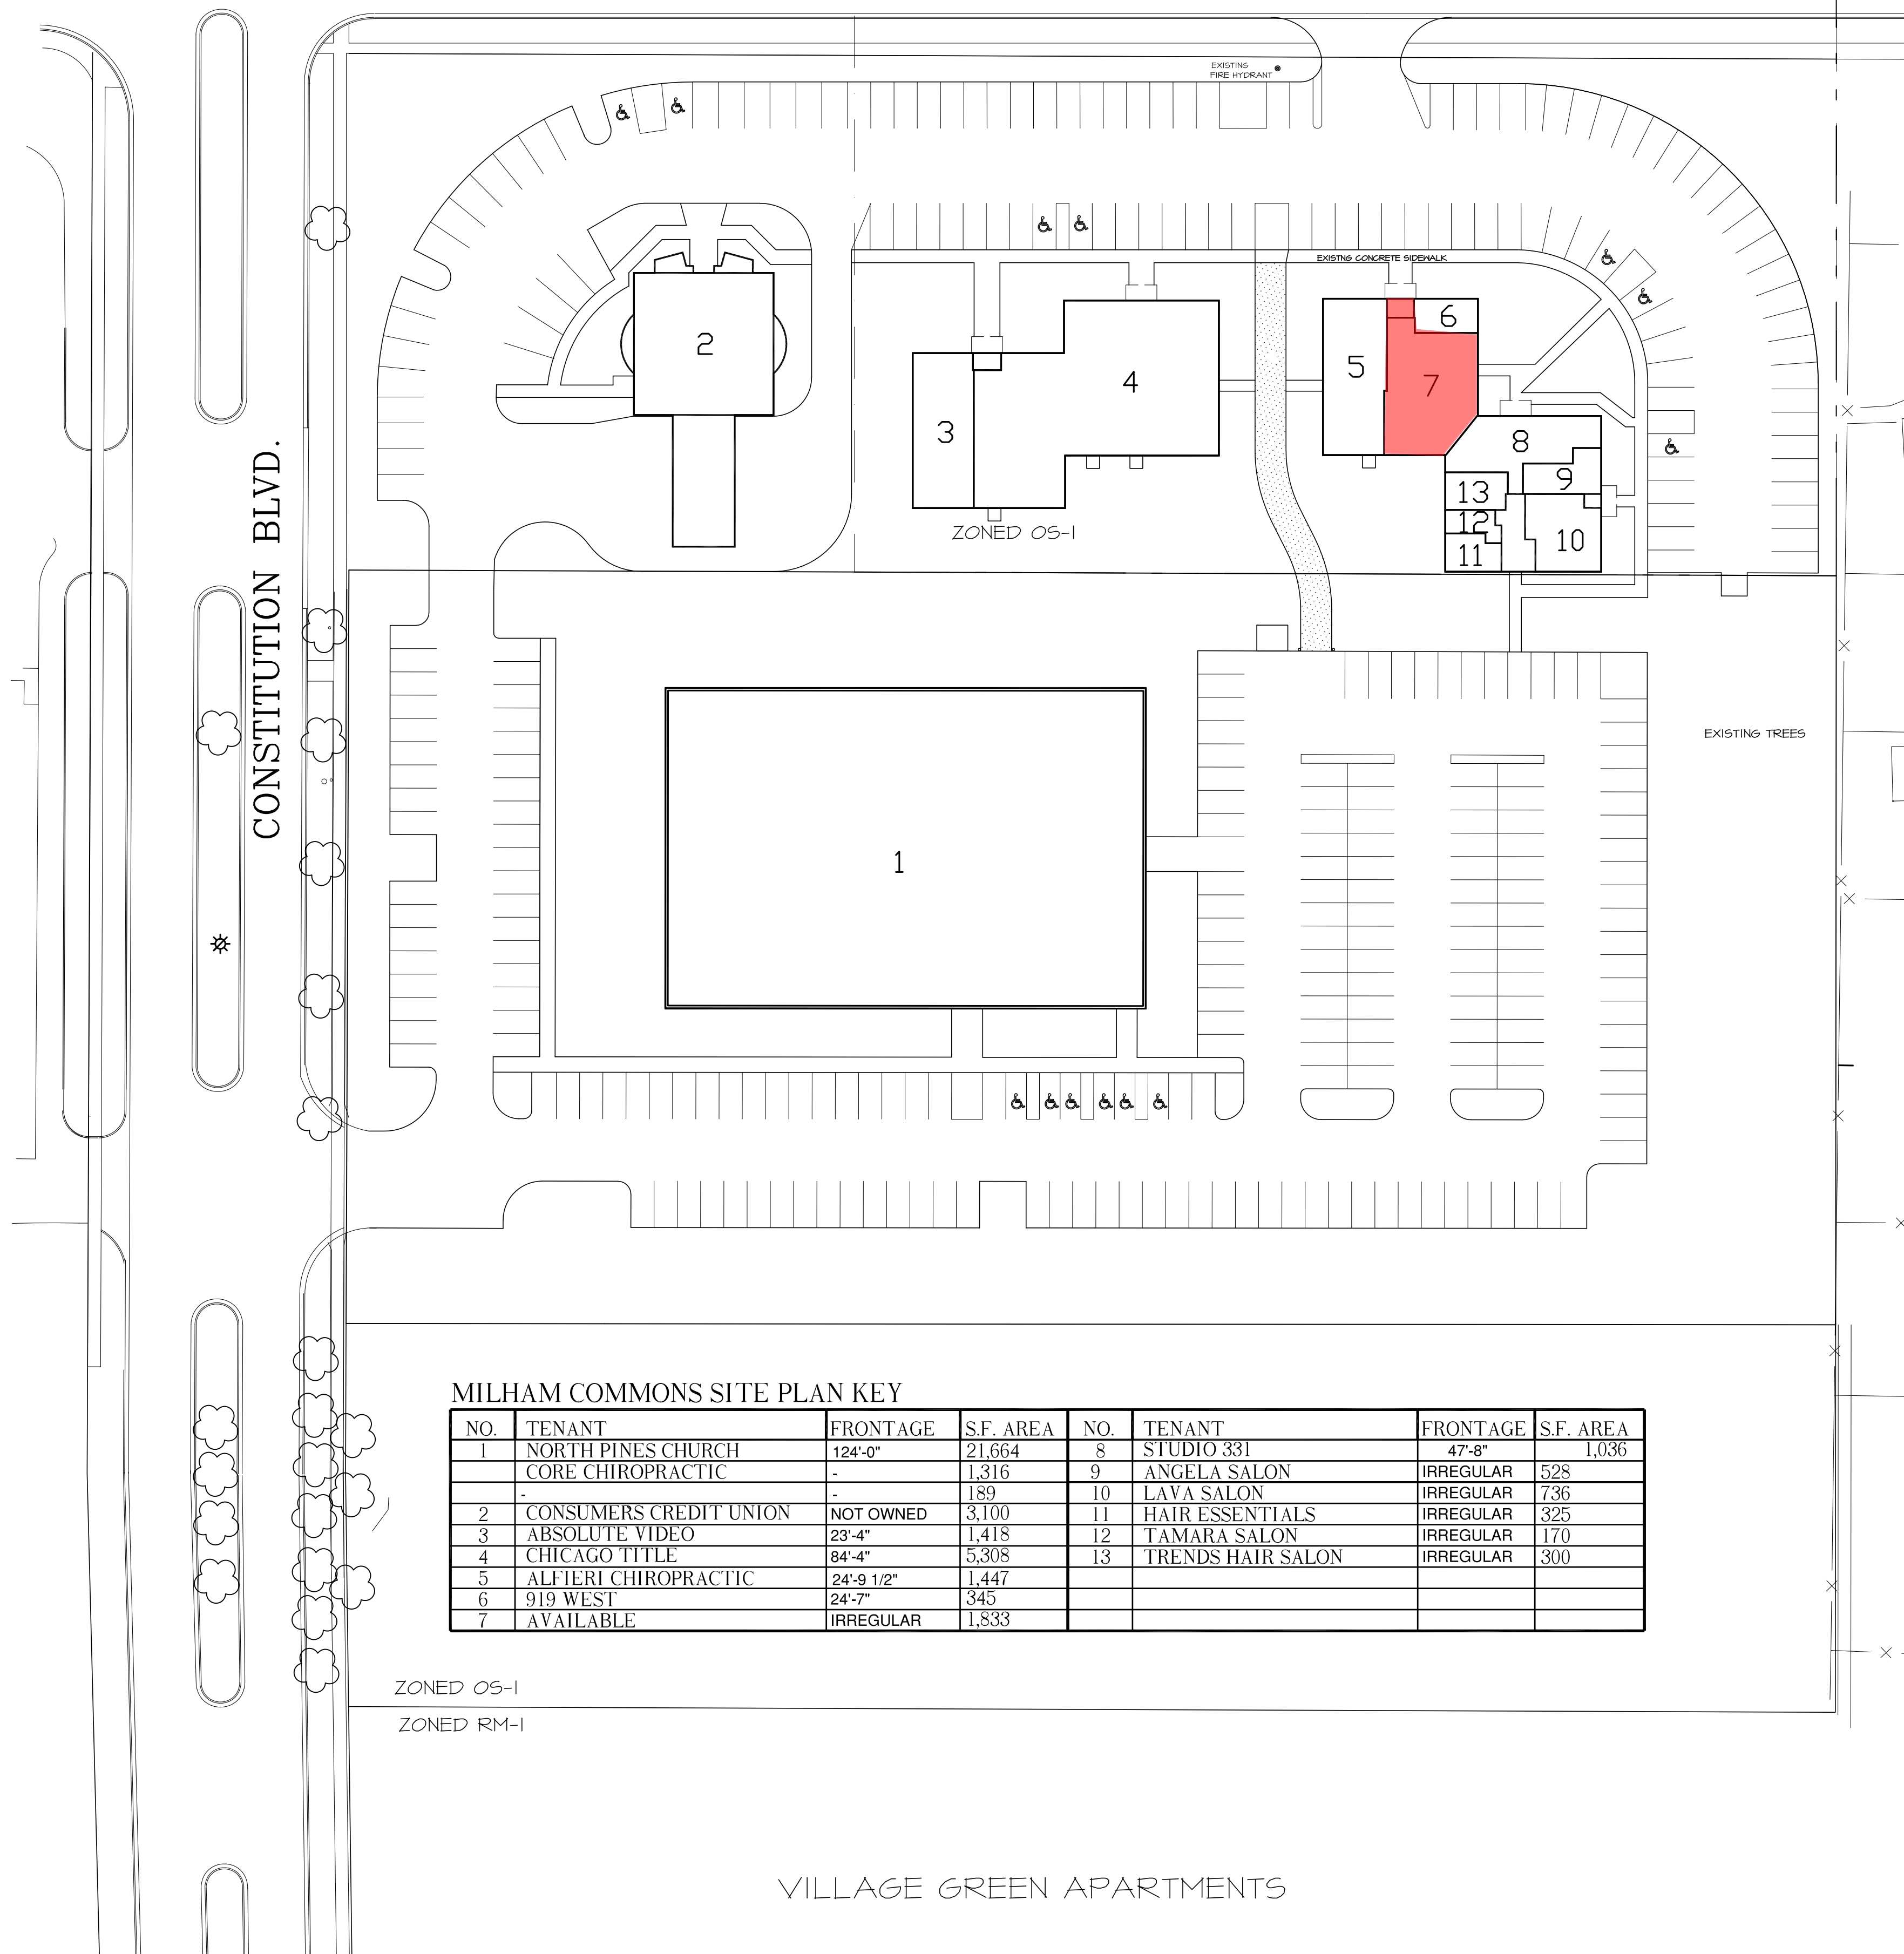 EXISTING
FIRE HYDRANT
EXISTNG CONCRETE SIDEWALK
2
3
4
5
6
7
8
9
13
12
11
10
ZONED OS-1
CONSTITUTION BLVD.
EXISTING TREES
1
MILHAM COMMONS SITE PLAN KEY
NO. TENANT FRONTAGE S.F. AREA NO. TENANT FRONTAGE S.F. AREA
1 NORTH PINES CHURCH 124'-0" 21,664 8 STUDIO 331 47'-8" 1,036
CORE CHIROPRACTIC - 1,316 9 ANGELA SALON IRREGULAR 528
- - 189 10 LAVA SALON IRREGULAR 736
2 CONSUMERS CREDIT UNION NOT OWNED 3,100 11 HAIR ESSENTIALS IRREGULAR 325
3 ABSOLUTE VIDEO 23'-4" 1,418 12 TAMARA SALON IRREGULAR 170
4 CHICAGO TITLE 84'-4" 5,308 13 TRENDS HAIR SALON IRREGULAR 300
5 ALFIERI CHIROPRACTIC 24'-9 1/2" 1,447
6 919 WEST 24'-7" 345
7 AVAILABLE IRREGULAR 1,833
ZONED OS-1
ZONED RM-1
VILLAGE GREEN APARTMENTS